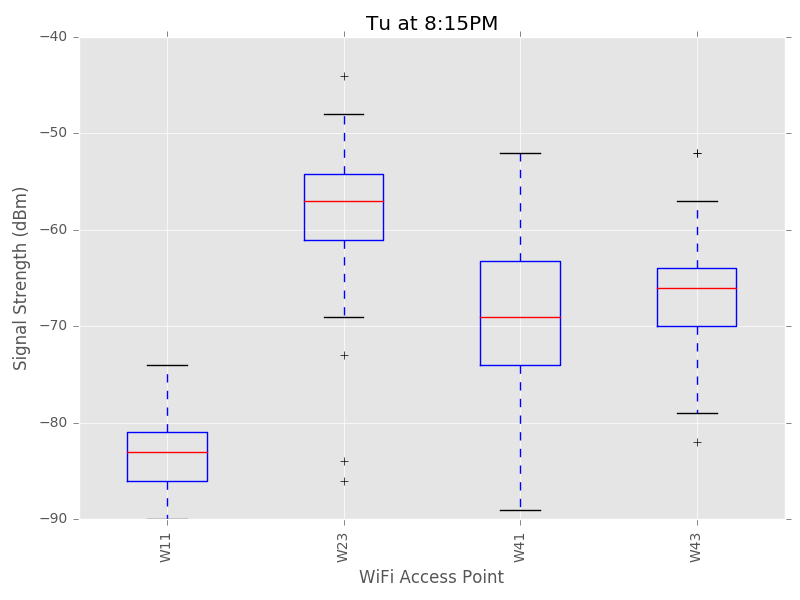 Tu at 8:15PM
−40
−50
−60
−70
−80
−90
Signal Strength (dBm)
W11
W23
W41
W43
WiFi Access Point